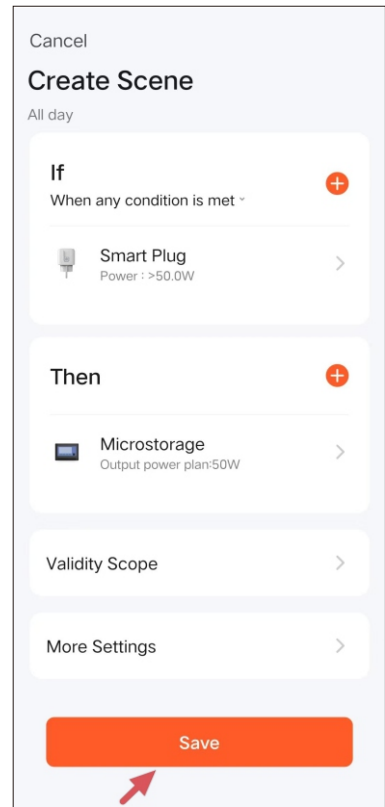 Cancel
Create Scene
All day
If
When any condition is met
Smart Plug
Power : >50.0W
Then
Microstorage
Output power plan:50W
Validity Scope
More Settings
Save